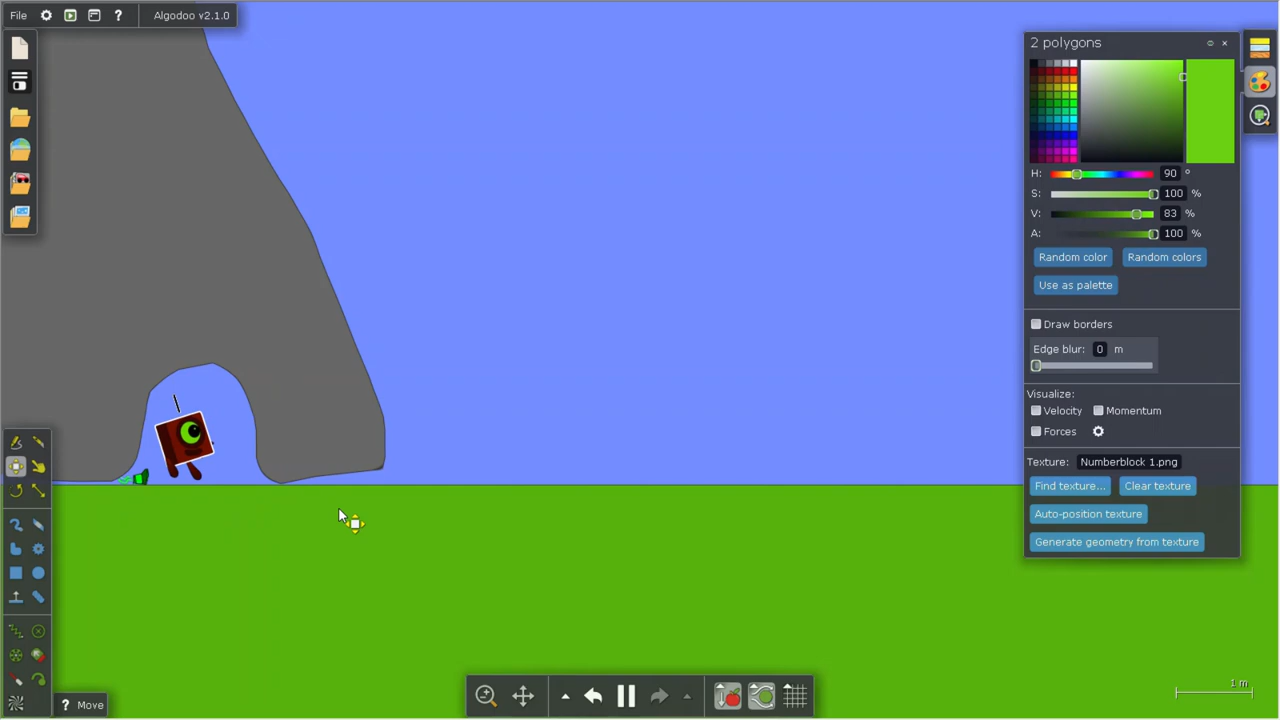 File ? Algodoo v2.1.0
2 polygons
H: 90 °
S: 100 %
V: 83 %
A: 100 %
Random color Random colors
Use as palette
Draw borders
Edge blur: 0 m
Visualize:
Velocity Momentum
Forces
Texture: Numberblock 1.png
Find texture... Clear texture
Auto-position texture
Generate geometry from texture
1 m
? Move